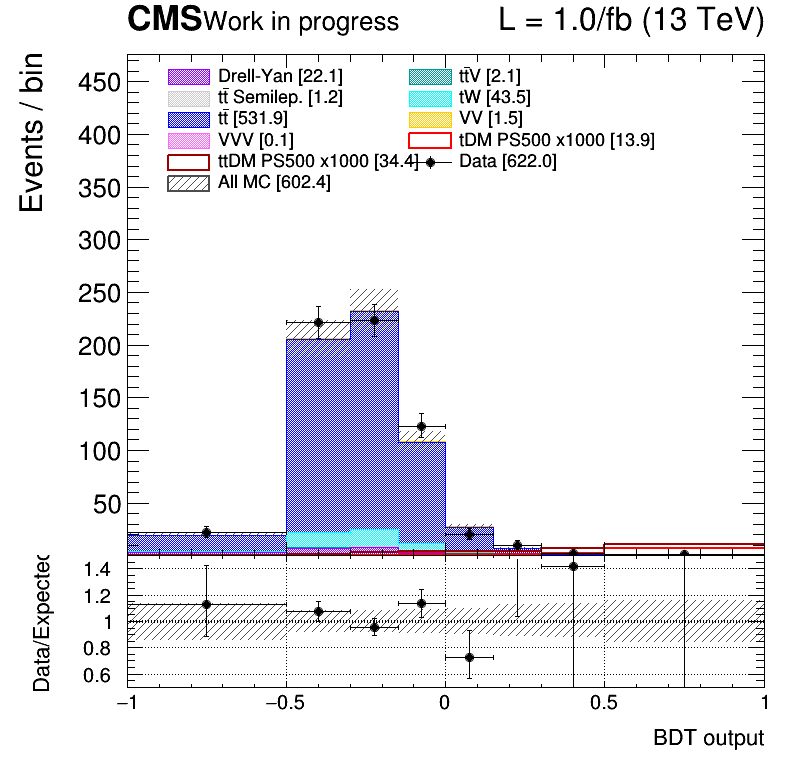 CMS Work in progress L = 1.0/fb (13 TeV)
Events / bin
450
400
350
300
250
200
150
100
50
Drell-Yan [22.1] tt̄V [2.1]
tt̄ Semilep. [1.2] tW [43.5]
tt̄ [531.9] VV [1.5]
VVV [0.1] tDM PS500 x1000 [13.9]
ttDM PS500 x1000 [34.4] Data [622.0]
All MC [602.4]
Data/Expected
1.4
1.2
1
0.8
0.6
−1 −0.5 0 0.5 1
BDT output